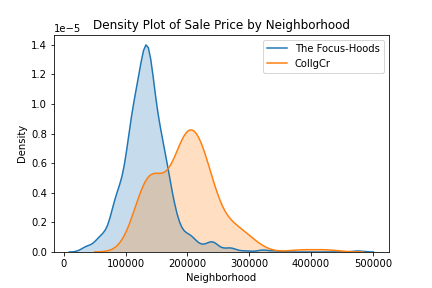 Density Plot of Sale Price by Neighborhood
1e−5
The Focus-Hoods
CollgCr
1.4
1.2
1.0
0.8
0.6
0.4
0.2
0.0
Density
0 100000 200000 300000 400000 500000
Neighborhood